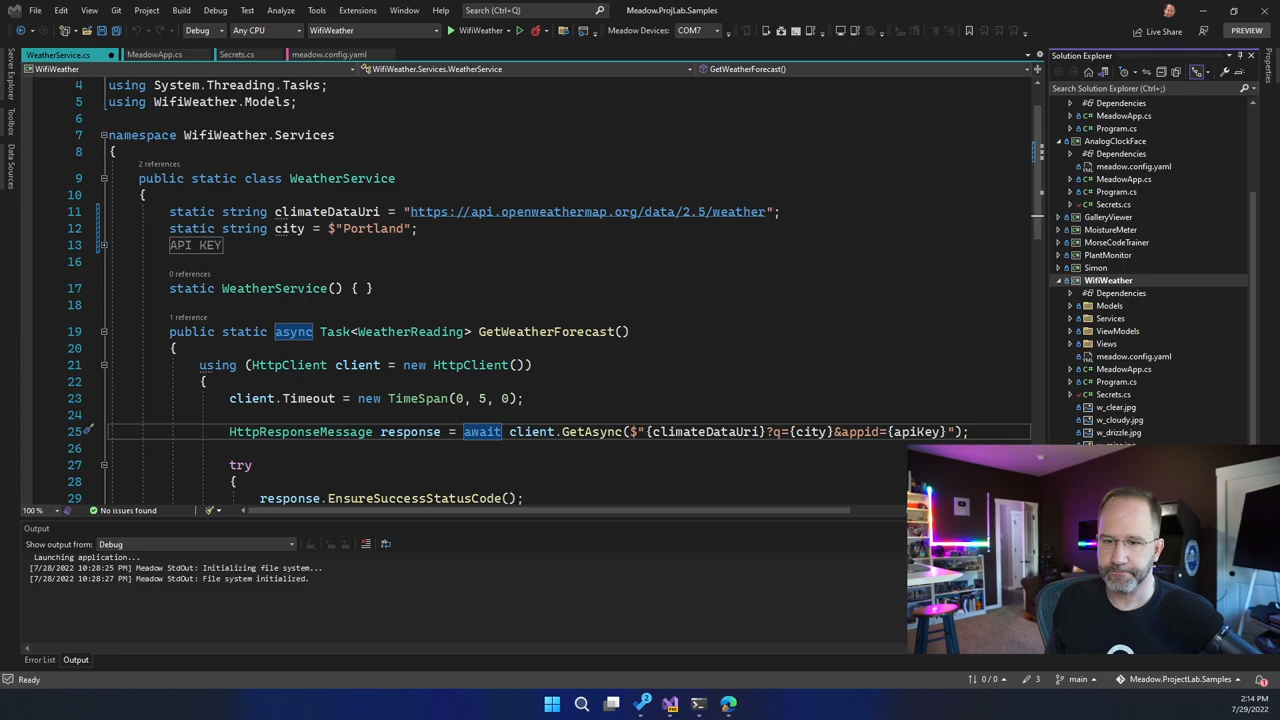 File Edit View Git Project Build Debug Test Analyze Tools Extensions Window Help Search (Ctrl+Q) Meadow.ProjLab.Samples
Debug Any CPU WifiWeather WifiWeather Meadow Devices: COM7 Live Share PREVIEW
WeatherService.cs MeadowApp.cs Secrets.cs meadow.config.yaml
WifiWeather WifiWeather.Services.WeatherService GetWeatherForecast()
Server Explorer
Toolbox
Data Sources
4 using System.Threading.Tasks;
5 using WifiWeather.Models;
6
7 namespace WifiWeather.Services
8 {
2 references
9 public static class WeatherService
10 {
11 static string climateDataUri = "https://api.openweathermap.org/data/2.5/weather";
12 static string city = $"Portland";
13 API KEY
16
0 references
17 static WeatherService() { }
18
1 reference
19 public static async Task<WeatherReading> GetWeatherForecast()
20 {
21 using (HttpClient client = new HttpClient())
22 {
23 client.Timeout = new TimeSpan(0, 5, 0);
24
25 HttpResponseMessage response = await client.GetAsync($"{climateDataUri}?q={city}&appid={apiKey}");
26
27 try
28 {
29 response.EnsureSuccessStatusCode();
100 % No issues found
Output
Show output from: Debug
Launching application...
[7/28/2022 10:28:25 PM] Meadow StdOut: Initializing file system...
[7/28/2022 10:28:27 PM] Meadow StdOut: File system initialized.
Error List Output
Solution Explorer
Search Solution Explorer (Ctrl+;)
Dependencies
MeadowApp.cs
Program.cs
AnalogClockFace
Dependencies
meadow.config.yaml
MeadowApp.cs
Program.cs
Secrets.cs
GalleryViewer
MoistureMeter
MorseCodeTrainer
PlantMonitor
Simon
WifiWeather
Dependencies
Models
Services
ViewModels
Views
meadow.config.yaml
MeadowApp.cs
Program.cs
Secrets.cs
w_clear.jpg
w_cloudy.jpg
w_drizzle.jpg
Properties
Ready 0 / 0 3 main Meadow.ProjectLab.Samples 1
2
2:14 PM
7/29/2022